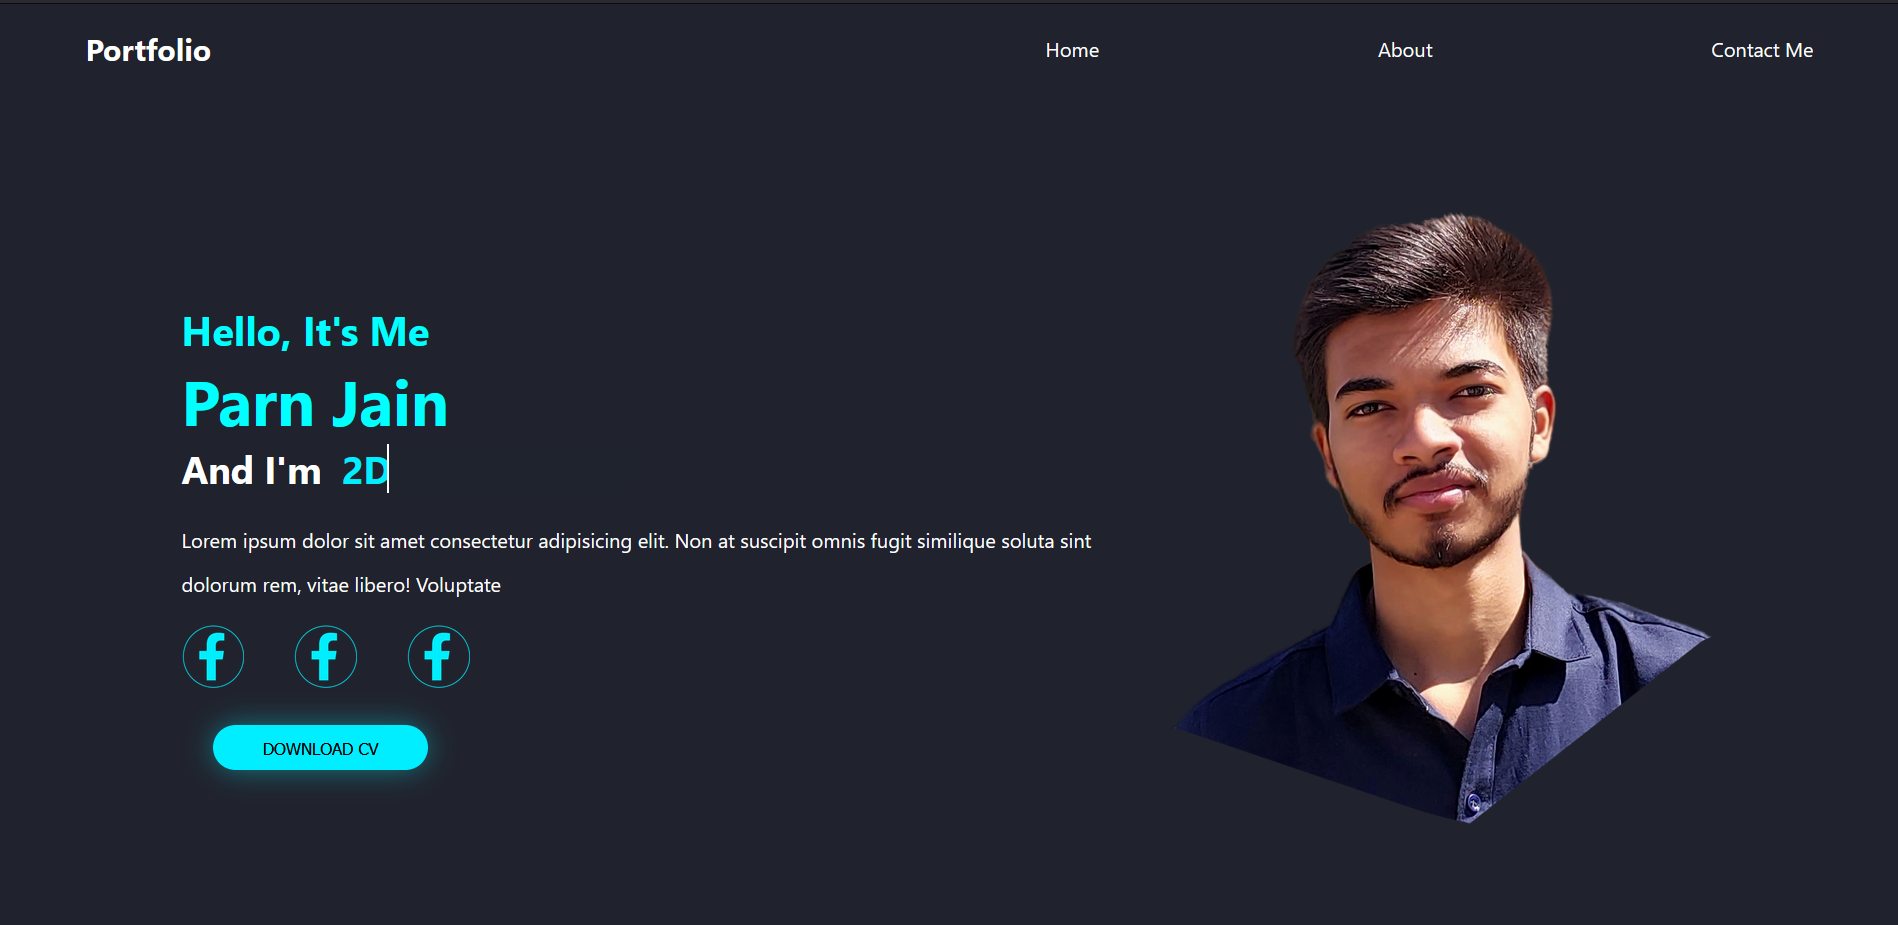 Portfolio Home About Contact Me
Hello, It's Me
Parn Jain
And I'm 2D
Lorem ipsum dolor sit amet consectetur adipisicing elit. Non at suscipit omnis fugit similique soluta sint
dolorum rem, vitae libero! Voluptate
DOWNLOAD CV